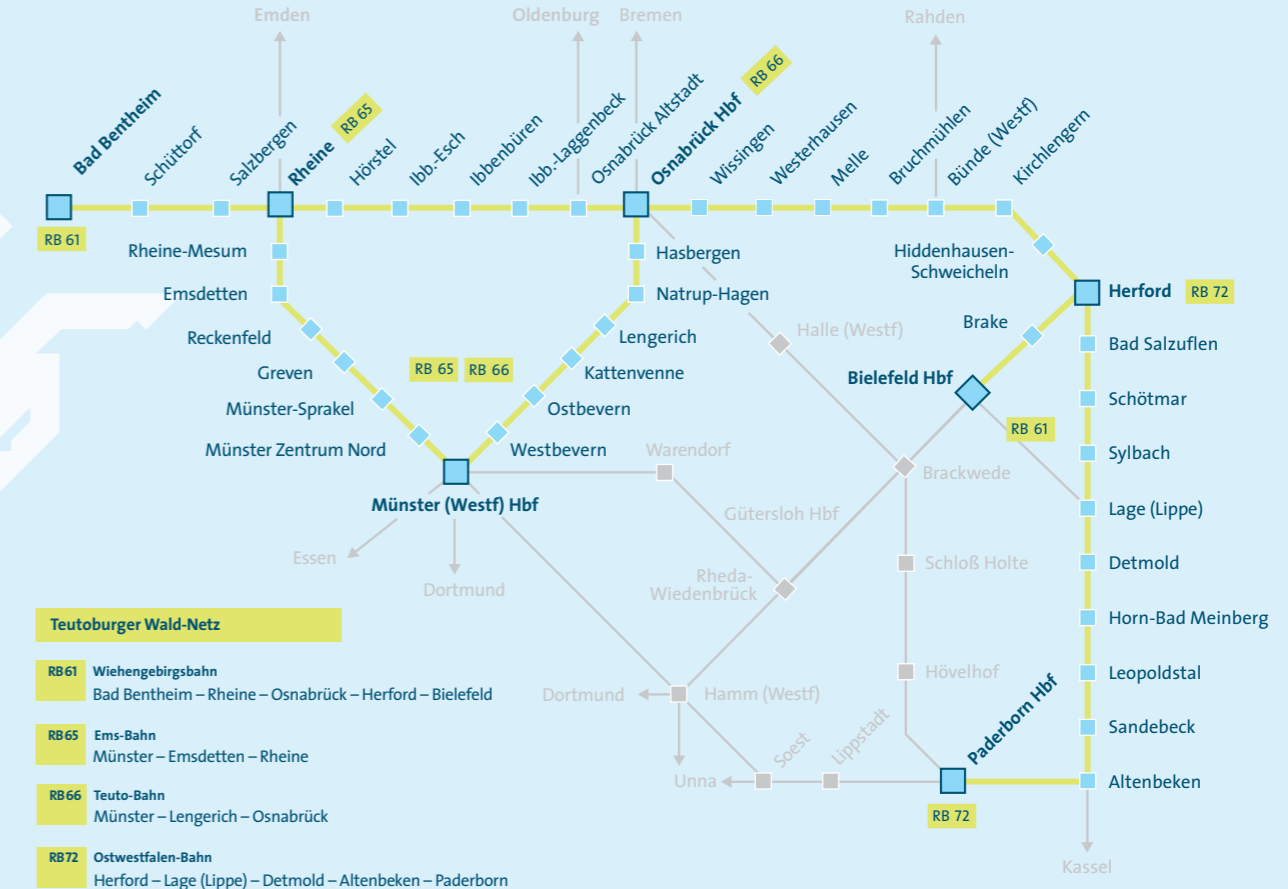 Emden
Oldenburg
Bremen
Rahden
Bad Bentheim
Schüttorf
Salzbergen
Rheine
RB 65
Hörstel
Ibb.-Esch
Ibbenbüren
Ibb.-Laggenbeck
Osnabrück Altstadt
Osnabrück Hbf
RB 66
Wissingen
Westerhausen
Melle
Bruchmühlen
Bünde (Westf)
Kirchlengern
RB 61
Rheine-Mesum
Emsdetten
Reckenfeld
Greven
Münster-Sprakel
Münster Zentrum Nord
RB 65
RB 66
Hasbergen
Natrup-Hagen
Lengerich
Kattenvenne
Ostbevern
Westbevern
Münster (Westf) Hbf
Hiddenhausen-
Schweicheln
Herford
RB 72
Brake
Bielefeld Hbf
RB 61
Halle (Westf)
Bad Salzuflen
Schötmar
Sylbach
Lage (Lippe)
Detmold
Horn-Bad Meinberg
Leopoldstal
Sandebeck
Altenbeken
Kassel
Warendorf
Brackwede
Gütersloh Hbf
Rheda-
Wiedenbrück
Schloß Holte
Hövelhof
Essen
Dortmund
Dortmund
Hamm (Westf)
Unna
Soest
Lippstadt
Paderborn Hbf
RB 72
Teutoburger Wald-Netz
RB61 Wiehengebirgsbahn
Bad Bentheim – Rheine – Osnabrück – Herford – Bielefeld
RB65 Ems-Bahn
Münster – Emsdetten – Rheine
RB66 Teuto-Bahn
Münster – Lengerich – Osnabrück
RB72 Ostwestfalen-Bahn
Herford – Lage (Lippe) – Detmold – Altenbeken – Paderborn